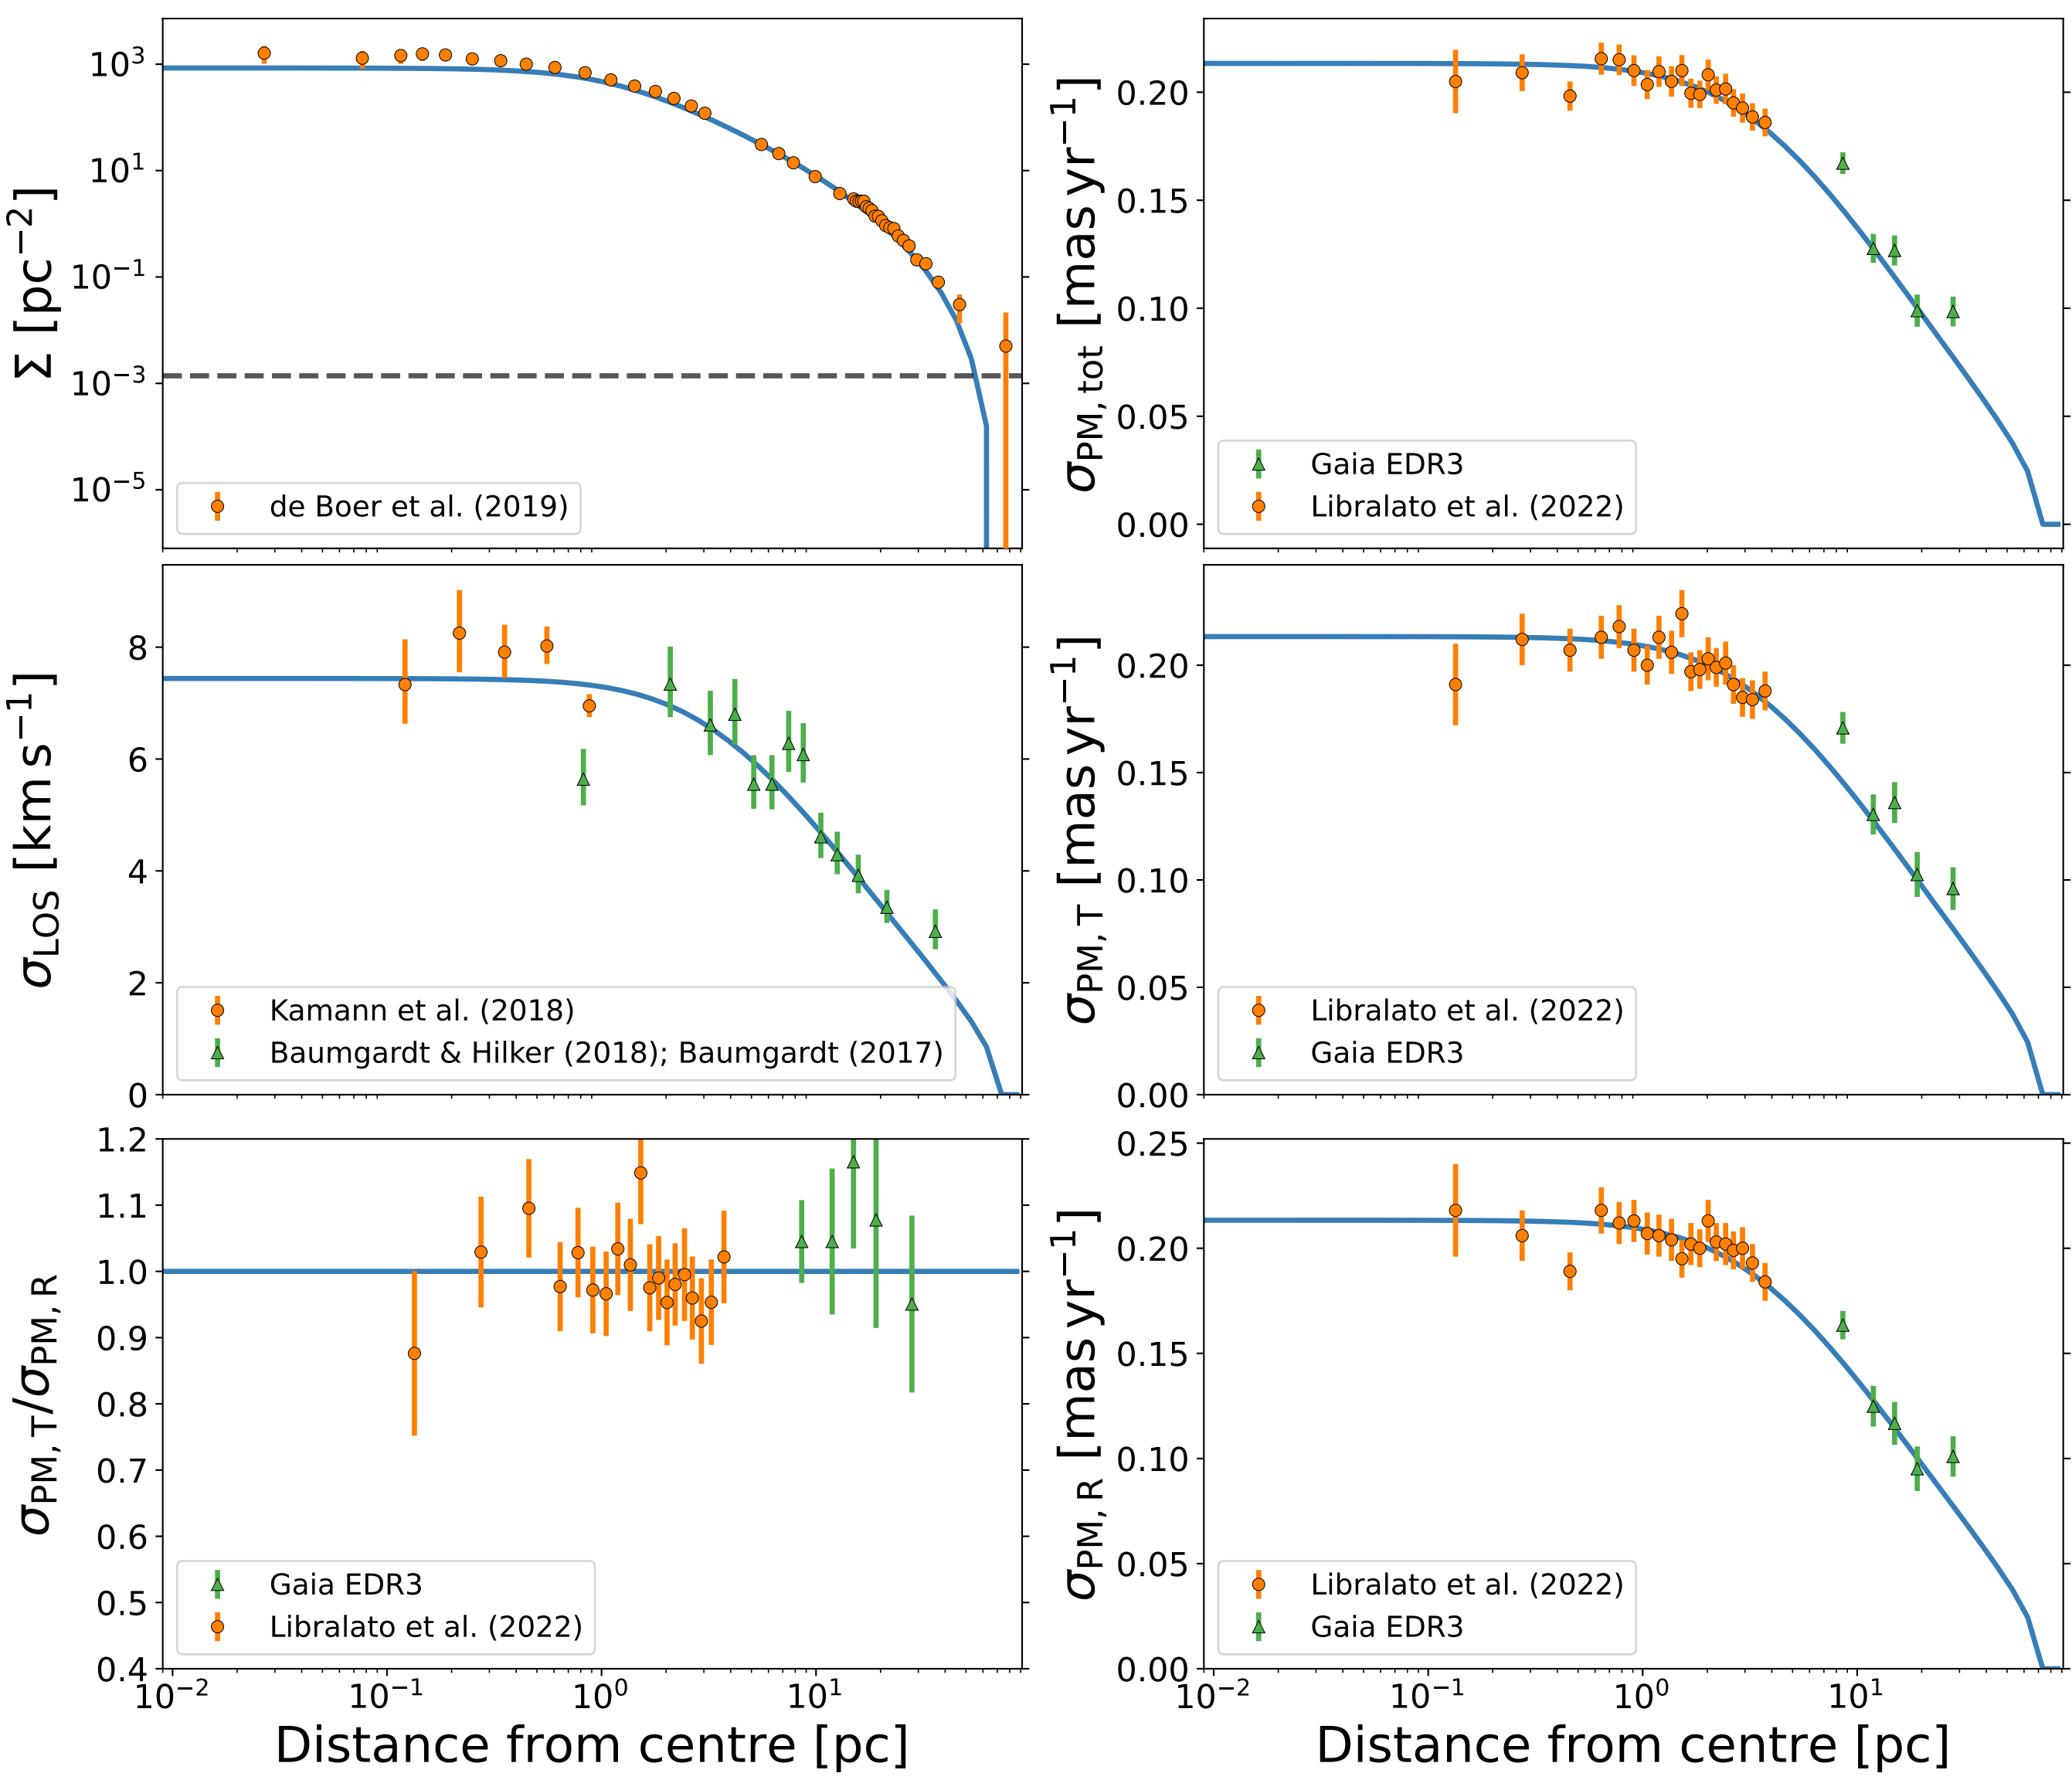 Σ [pc⁻²]
10³
10¹
10⁻¹
10⁻³
10⁻⁵
de Boer et al. (2019)
σPM, tot [mas yr⁻¹]
0.20
0.15
0.10
0.05
0.00
Gaia EDR3
Libralato et al. (2022)
σLOS [km s⁻¹]
8
6
4
2
0
Kamann et al. (2018)
Baumgardt & Hilker (2018); Baumgardt (2017)
σPM, T [mas yr⁻¹]
0.20
0.15
0.10
0.05
0.00
Libralato et al. (2022)
Gaia EDR3
σPM, T/σPM, R
1.2
1.1
1.0
0.9
0.8
0.7
0.6
0.5
0.4
Gaia EDR3
Libralato et al. (2022)
10⁻² 10⁻¹ 10⁰ 10¹
Distance from centre [pc]
σPM, R [mas yr⁻¹]
0.25
0.20
0.15
0.10
0.05
0.00
Libralato et al. (2022)
Gaia EDR3
10⁻² 10⁻¹ 10⁰ 10¹
Distance from centre [pc]